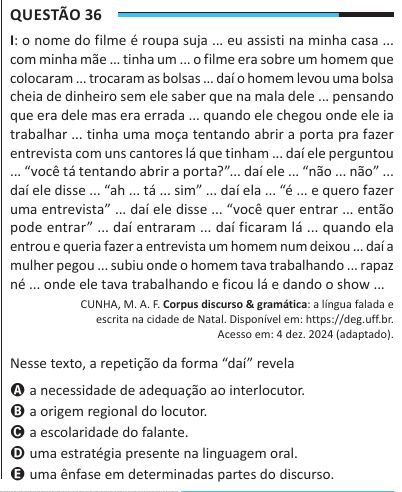 QUESTÃO 36
I: o nome do filme é roupa suja ... eu assisti na minha casa ...
com minha mãe ... tinha um ... o filme era sobre um homem que
colocaram ... trocaram as bolsas ... daí o homem levou uma bolsa
cheia de dinheiro sem ele saber que na mala dele ... pensando
que era dele mas era errada ... quando ele chegou onde ele ia
trabalhar ... tinha uma moça tentando abrir a porta pra fazer
entrevista com uns cantores lá que tinham ... daí ele perguntou
... “você tá tentando abrir a porta?”... daí ele ... “não ... não” ...
daí ele disse ... “ah ... tá ... sim” ... daí ela ... “é ... e quero fazer
uma entrevista” ... daí ele disse ... “você quer entrar ... então
pode entrar” ... daí entraram ... daí ficaram lá ... quando ela
entrou e queria fazer a entrevista um homem num deixou ... daí a
mulher pegou ... subiu onde o homem tava trabalhando ... rapaz
né ... onde ele tava trabalhando e ficou lá e dando o show ...
CUNHA, M. A. F. Corpus discurso & gramática: a língua falada e
escrita na cidade de Natal. Disponível em: https://deg.uff.br.
Acesso em: 4 dez. 2024 (adaptado).
Nesse texto, a repetição da forma “daí” revela
A a necessidade de adequação ao interlocutor.
B a origem regional do locutor.
C a escolaridade do falante.
D uma estratégia presente na linguagem oral.
E uma ênfase em determinadas partes do discurso.